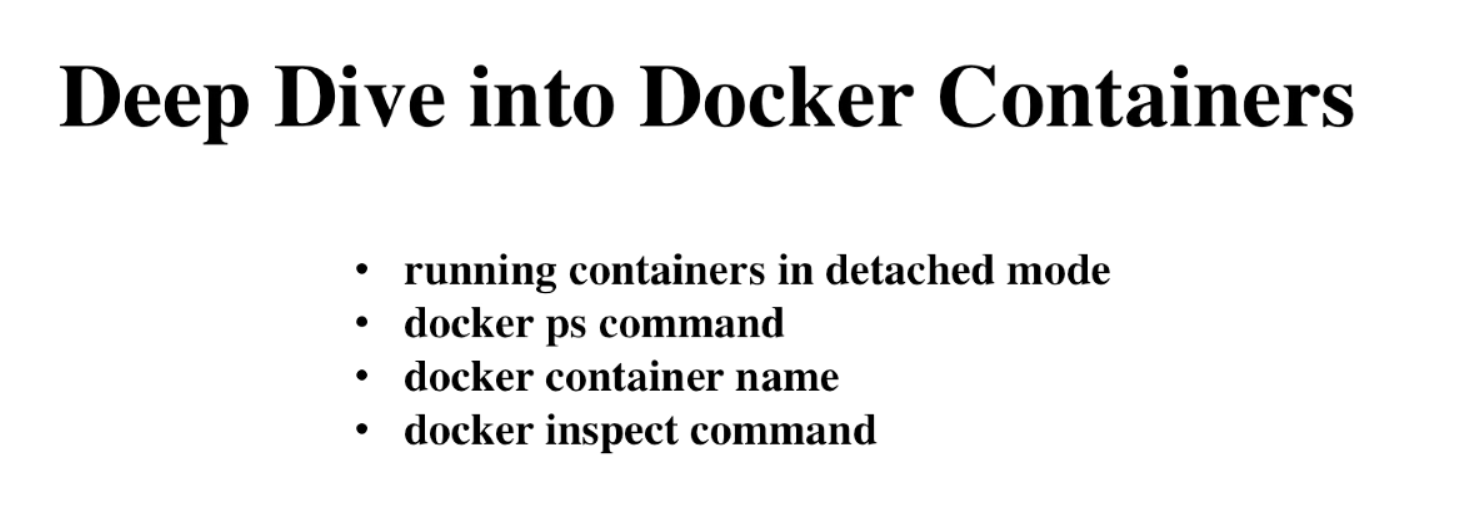 Deep Dive into Docker Containers
• running containers in detached mode
• docker ps command
• docker container name
• docker inspect command